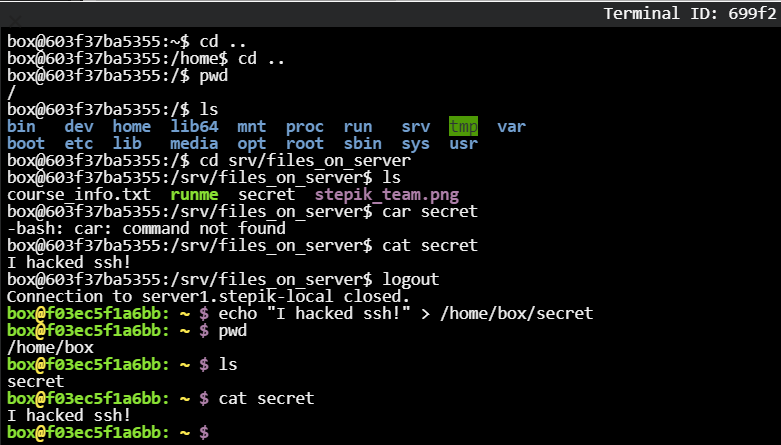 Terminal ID: 699f2
box@603f37ba5355:~$ cd ..
box@603f37ba5355:/home$ cd ..
box@603f37ba5355:/$ pwd
/
box@603f37ba5355:/$ ls
bin dev home lib64 mnt proc run srv tmp var
boot etc lib media opt root sbin sys usr
box@603f37ba5355:/$ cd srv/files_on_server
box@603f37ba5355:/srv/files_on_server$ ls
course_info.txt runme secret stepik_team.png
box@603f37ba5355:/srv/files_on_server$ car secret
-bash: car: command not found
box@603f37ba5355:/srv/files_on_server$ cat secret
I hacked ssh!
box@603f37ba5355:/srv/files_on_server$ logout
Connection to server1.stepik-local closed.
box@f03ec5f1a6bb: ~ $ echo "I hacked ssh!" > /home/box/secret
box@f03ec5f1a6bb: ~ $ pwd
/home/box
box@f03ec5f1a6bb: ~ $ ls
secret
box@f03ec5f1a6bb: ~ $ cat secret
I hacked ssh!
box@f03ec5f1a6bb: ~ $